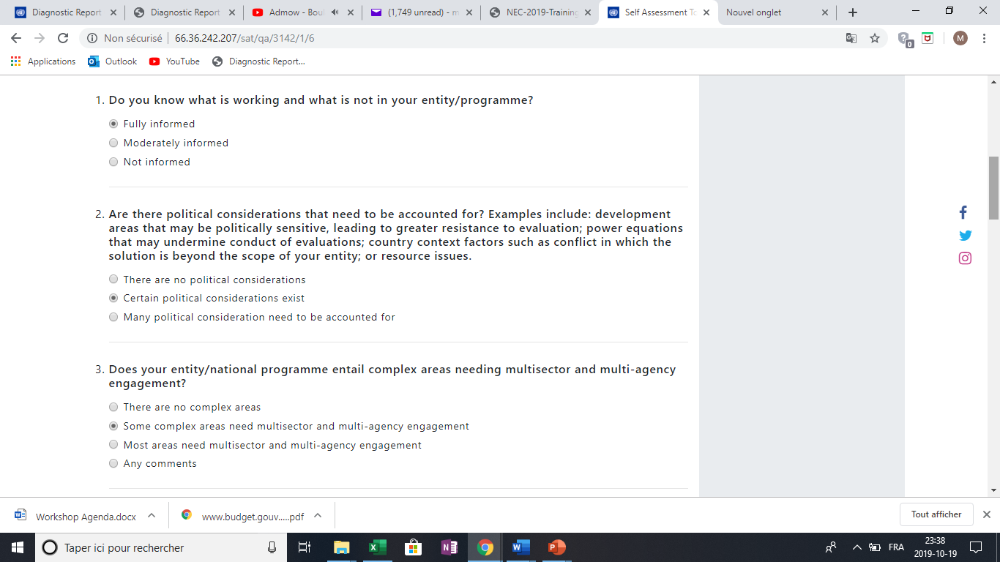 Diagnostic Report
Diagnostic Report
Admow - Boul
(1,749 unread) - m
NEC-2019-Training
Self Assessment To
Nouvel onglet
Non sécurisé
66.36.242.207/sat/qa/3142/1/6
0
M
Applications
Outlook
YouTube
Diagnostic Report...
1. Do you know what is working and what is not in your entity/programme?
Fully informed
Moderately informed
Not informed
2. Are there political considerations that need to be accounted for? Examples include: development
areas that may be politically sensitive, leading to greater resistance to evaluation; power equations
that may undermine conduct of evaluations; country context factors such as conflict in which the
solution is beyond the scope of your entity; or resource issues.
There are no political considerations
Certain political considerations exist
Many political consideration need to be accounted for
3. Does your entity/national programme entail complex areas needing multisector and multi-agency
engagement?
There are no complex areas
Some complex areas need multisector and multi-agency engagement
Most areas need multisector and multi-agency engagement
Any comments
Workshop Agenda.docx
www.budget.gouv.....pdf
Tout afficher
Taper ici pour rechercher
FRA
23:38
2019-10-19